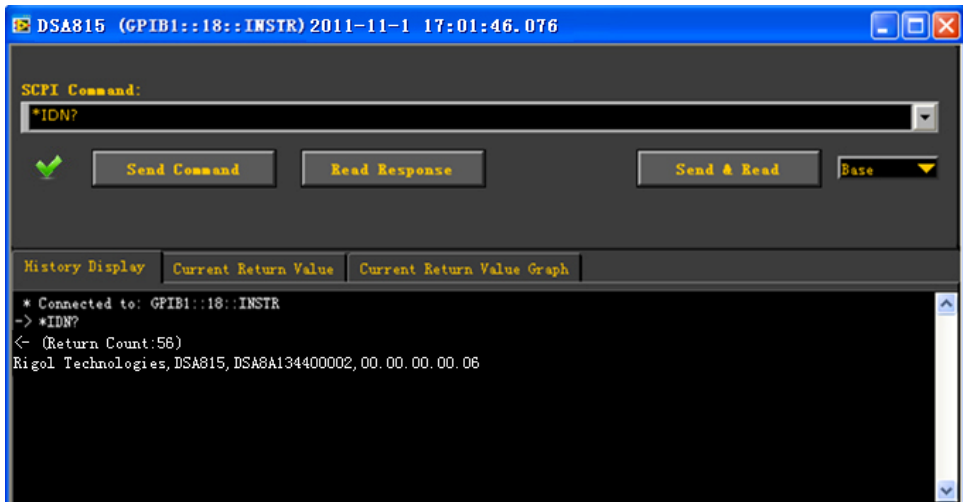 DSA815 (GPIB1::18::INSTR) 2011-11-1 17:01:46.076
SCPI Command:
*IDN?
Send Command Read Response Send & Read Base
History Display Current Return Value Current Return Value Graph
* Connected to: GPIB1::18::INSTR
-> *IDN?
<- (Return Count:56)
Rigol Technologies,DSA815,DSA8A134400002,00.00.00.00.06